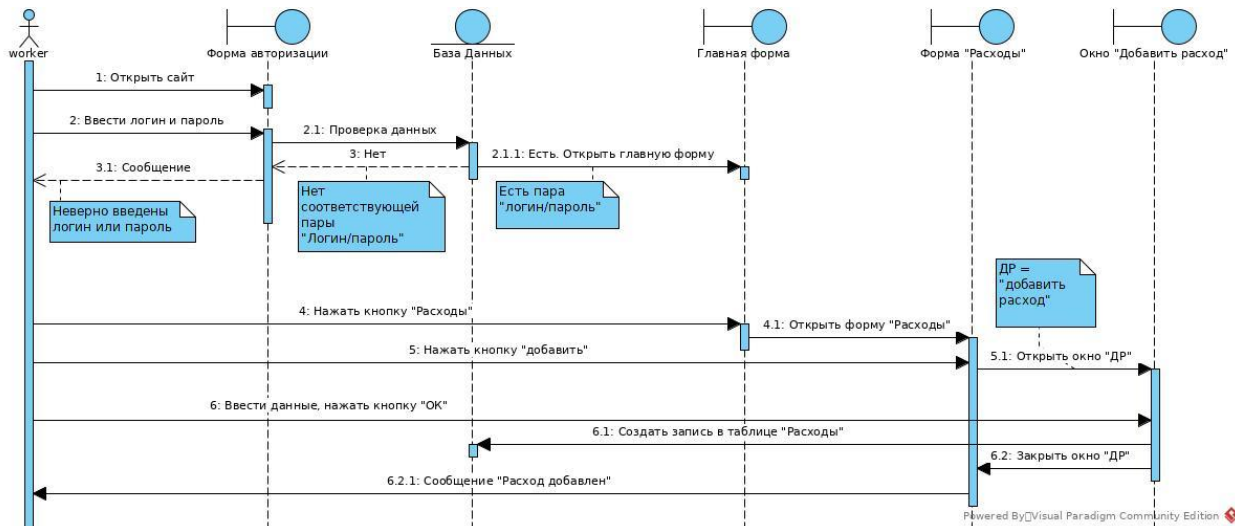 worker
Форма авторизации
База Данных
Главная форма
Форма "Расходы"
Окно "Добавить расход"
1: Открыть сайт
2: Ввести логин и пароль
2.1: Проверка данных
3: Нет
2.1.1: Есть. Открыть главную форму
3.1: Сообщение
Неверно введены
логин или пароль
Нет
соответствующей
пары
"Логин/пароль"
Есть пара
"логин/пароль"
ДР =
"добавить
расход"
4: Нажать кнопку "Расходы"
4.1: Открыть форму "Расходы"
5: Нажать кнопку "добавить"
5.1: Открыть окно "ДР"
6: Ввести данные, нажать кнопку "ОК"
6.1: Создать запись в таблице "Расходы"
6.2: Закрыть окно "ДР"
6.2.1: Сообщение "Расход добавлен"
Powered By Visual Paradigm Community Edition